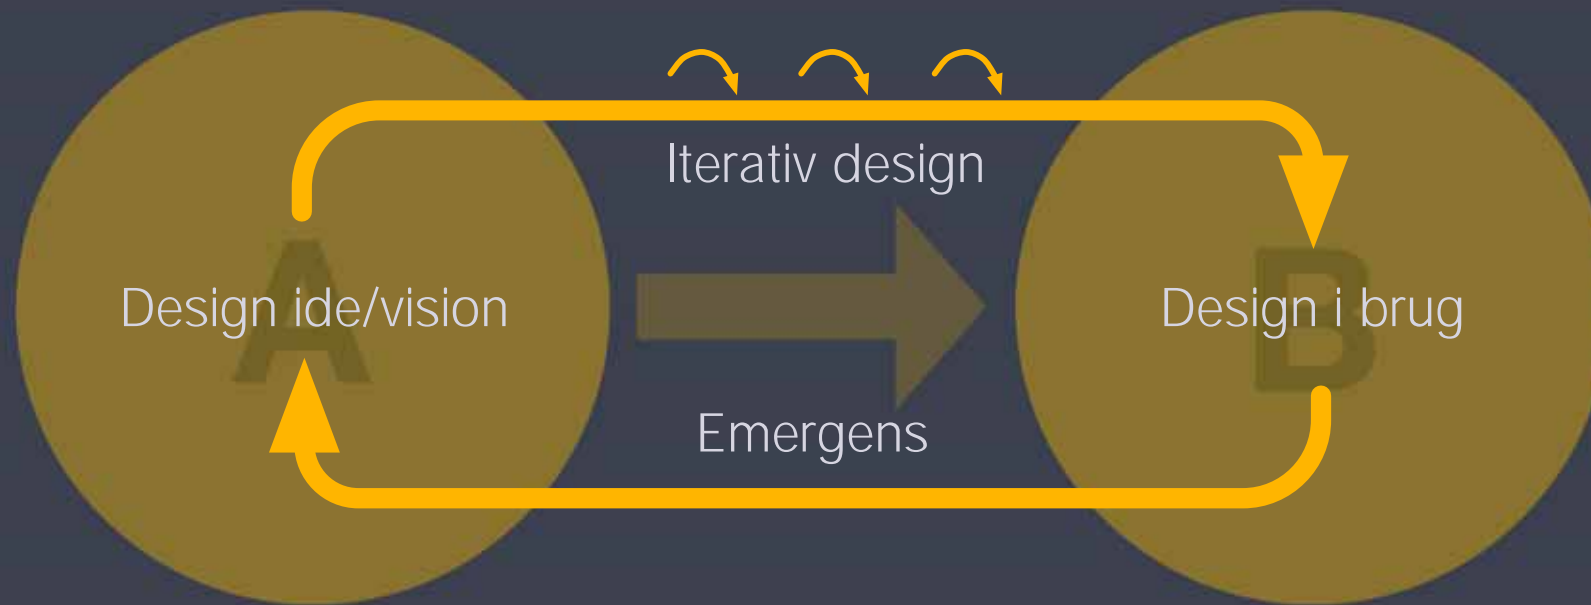 Iterativ design
A
Design ide/vision
B
Design i brug
Emergens